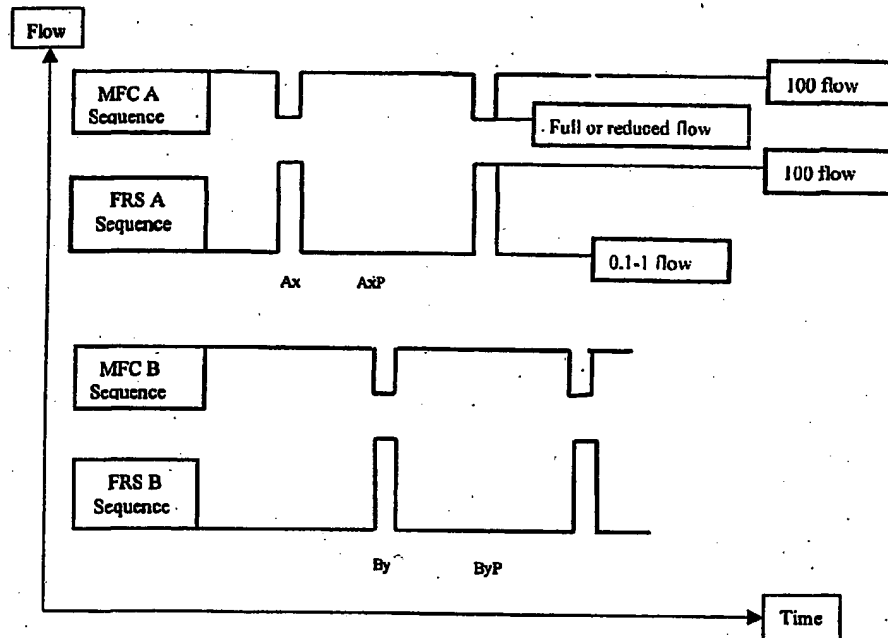 Flow
MFC A
Sequence
100 flow
Full or reduced flow
FRS A
Sequence
100 flow
0.1-1 flow
Ax
AxP
MFC B
Sequence
FRS B
Sequence
By
ByP
Time